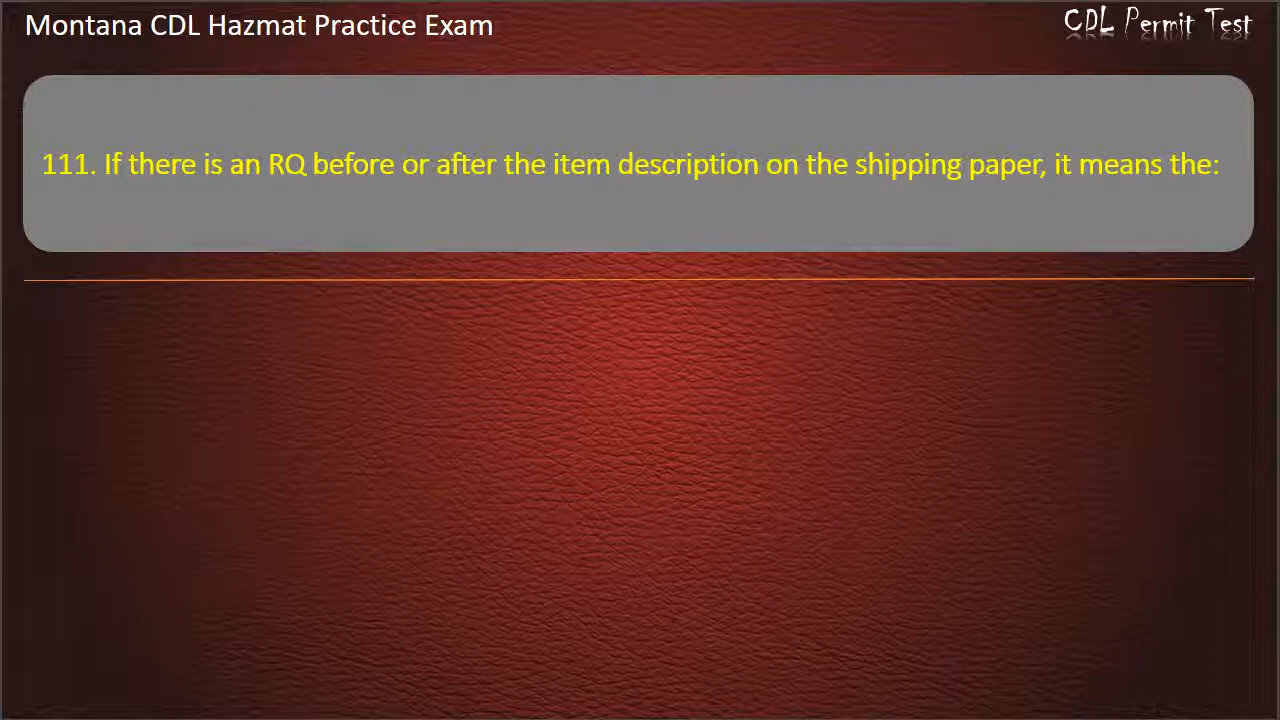 Montana CDL Hazmat Practice Exam
CDL Permit Test
111. If there is an RQ before or after the item description on the shipping paper, it means the: